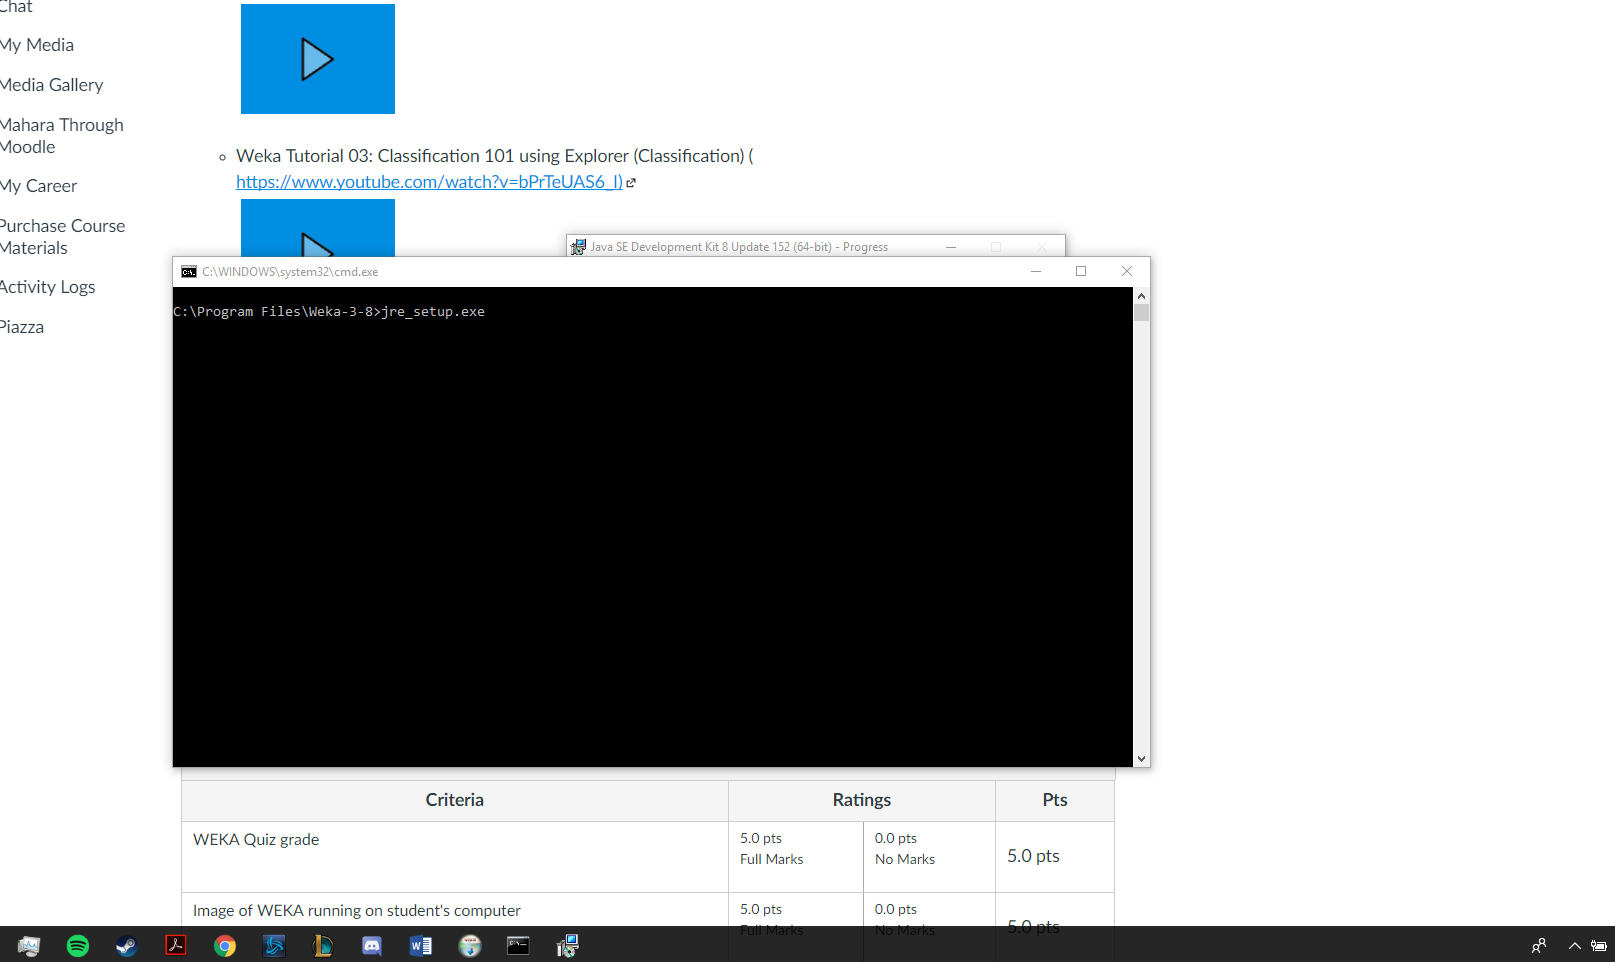 Chat
My Media
Media Gallery
Mahara Through
Moodle
My Career
Purchase Course
Materials
Activity Logs
Piazza
Weka Tutorial 03: Classification 101 using Explorer (Classification) (
https://www.youtube.com/watch?v=bPrTeUAS6_I)
Java SE Development Kit 8 Update 152 (64-bit) - Progress
C:\WINDOWS\system32\cmd.exe
C:\Program Files\Weka-3-8>jre_setup.exe
Criteria Ratings Pts
WEKA Quiz grade
5.0 pts
Full Marks
0.0 pts
No Marks
5.0 pts
Image of WEKA running on student's computer
5.0 pts
Full Marks
0.0 pts
No Marks
5.0 pts